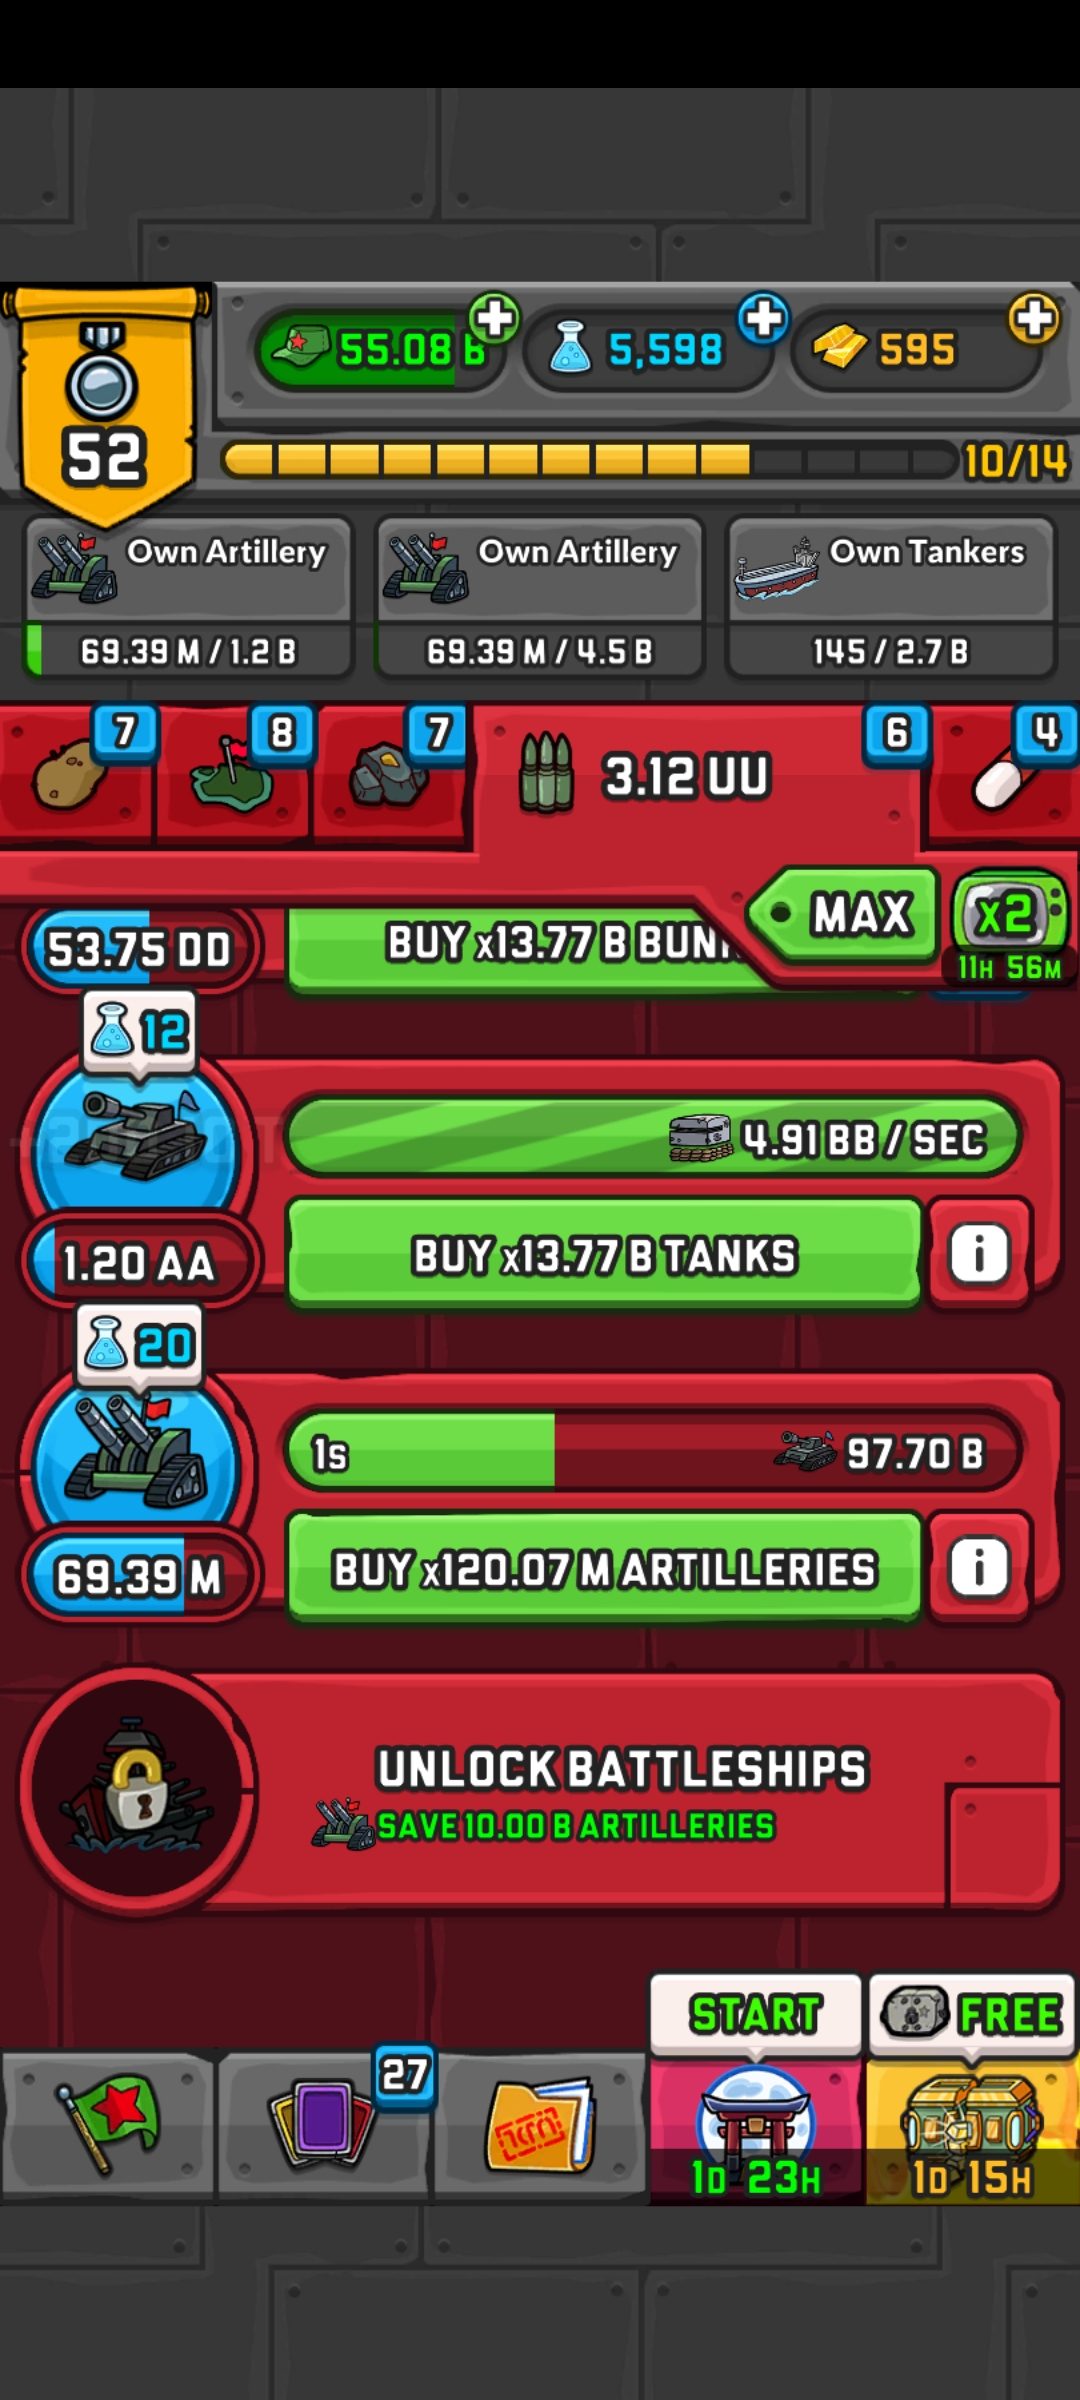 55.08 B
5,598
595
52
10/14
Own Artillery
69.39 M / 1.2 B
Own Artillery
69.39 M / 4.5 B
Own Tankers
145 / 2.7 B
7
8
7
3.12 UU
6
4
MAX
x2
11H 56M
53.75 DD
BUY x13.77 B BUN
12
4.91 BB / SEC
1.20 AA
BUY x13.77 B TANKS
20
1s
97.70 B
69.39 M
BUY x120.07 M ARTILLERIES
UNLOCK BATTLESHIPS
SAVE 10.00 B ARTILLERIES
START
FREE
27
1D 23H
1D 15H